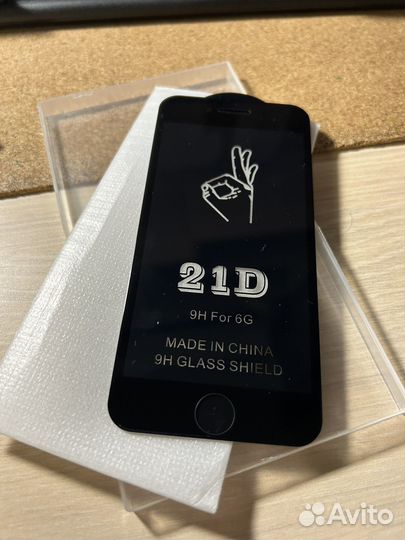 21D
9H For 6G
MADE IN CHINA
9H GLASS SHIELD
Avito